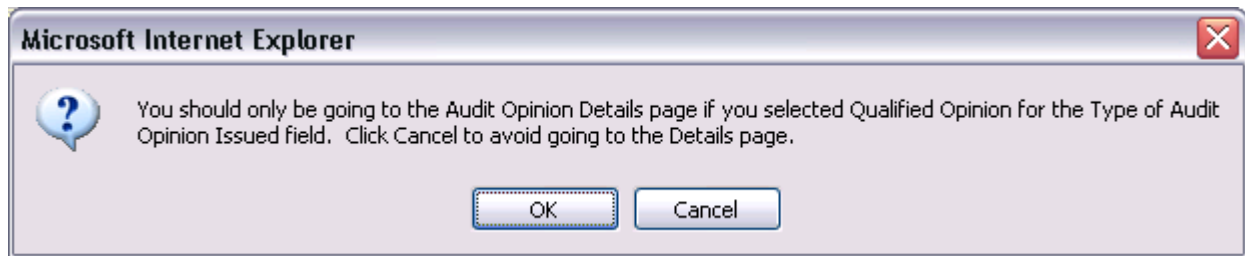 Microsoft Internet Explorer
You should only be going to the Audit Opinion Details page if you selected Qualified Opinion for the Type of Audit
Opinion Issued field.  Click Cancel to avoid going to the Details page.
OK
Cancel